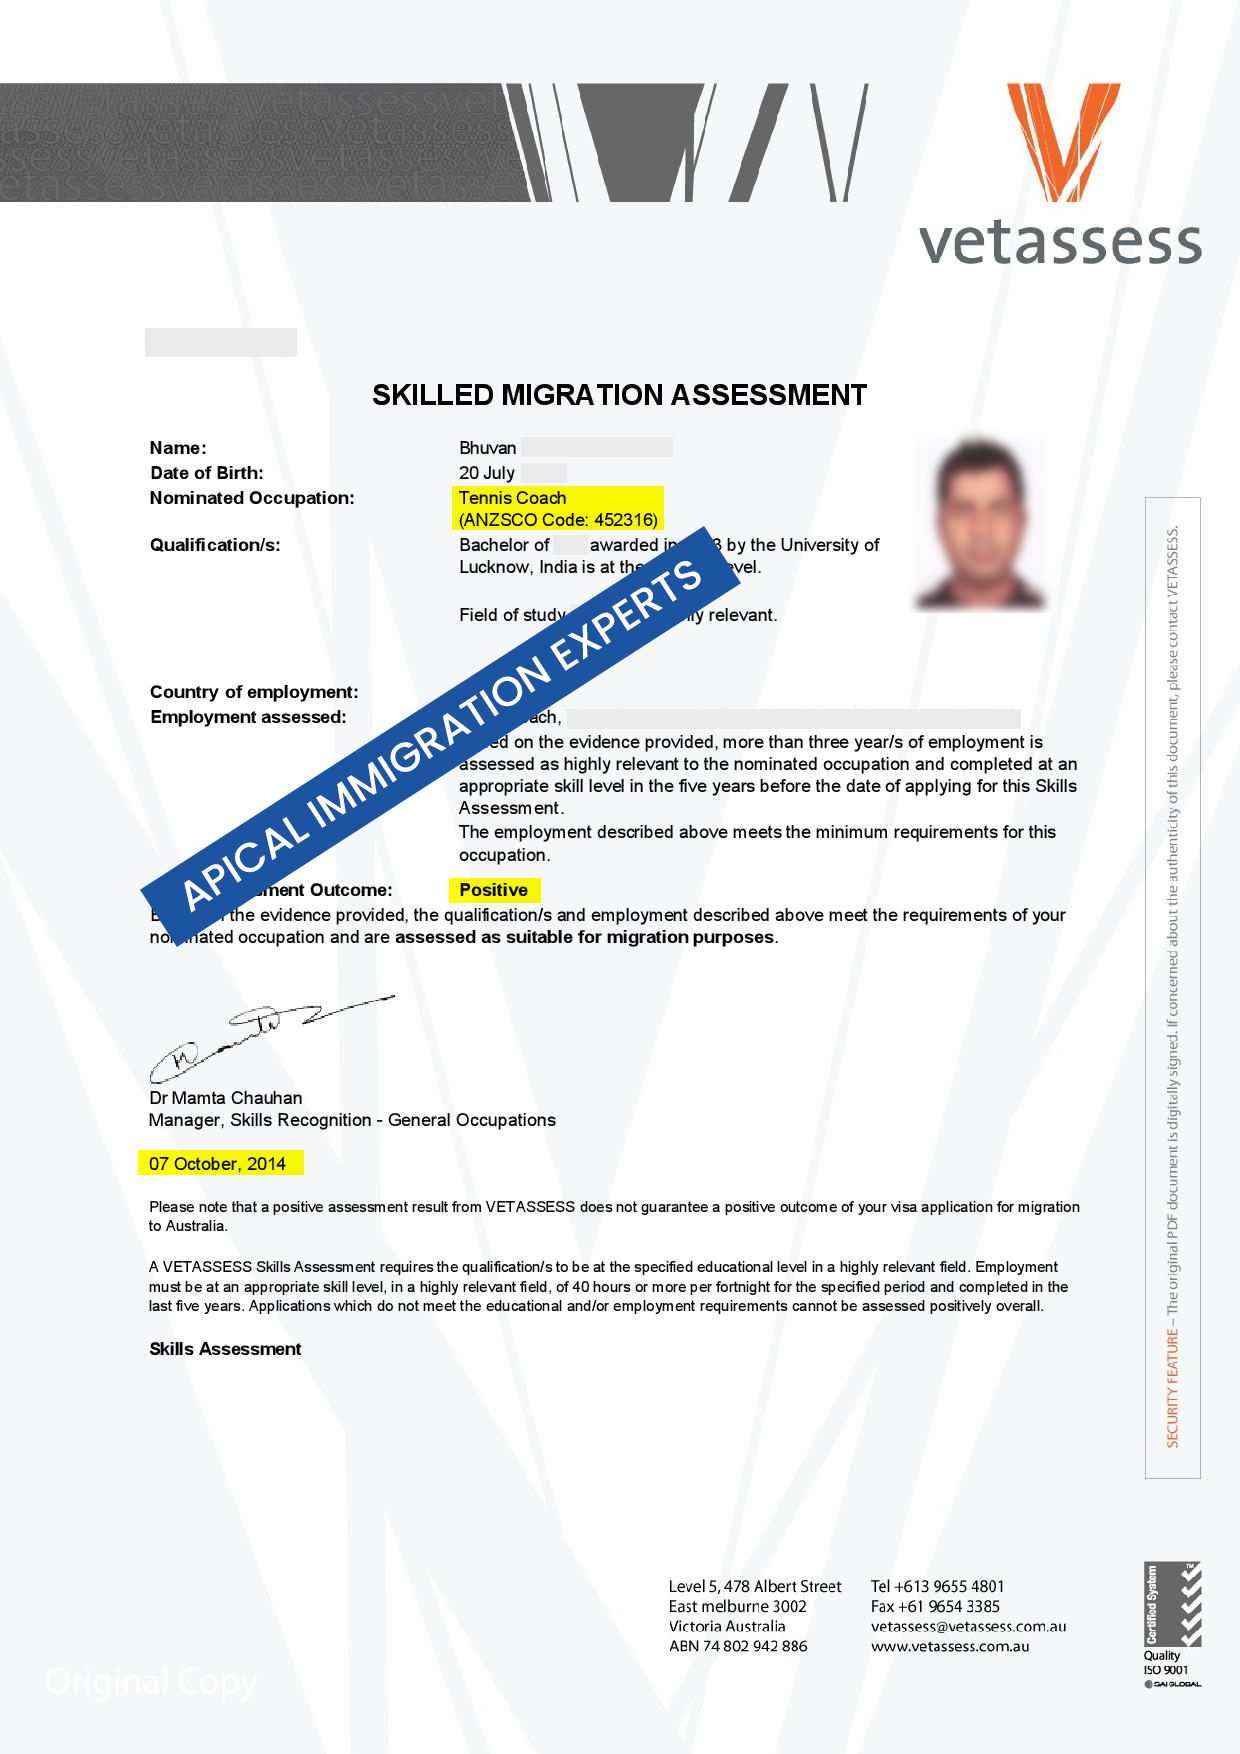 vetassess
SKILLED MIGRATION ASSESSMENT
Name: Bhuvan
Date of Birth: 20 July
Nominated Occupation: Tennis Coach
(ANZSCO Code: 452316)
Qualification/s: Bachelor of awarded in 3 by the University of
Lucknow, India is at the evel.
Field of study ly relevant.
Country of employment:
Employment assessed: ach,
ed on the evidence provided, more than three year/s of employment is
assessed as highly relevant to the nominated occupation and completed at an
appropriate skill level in the five years before the date of applying for this Skills
Assessment.
The employment described above meets the minimum requirements for this
occupation.
APICAL IMMIGRATION EXPERTS
ment Outcome: Positive
the evidence provided, the qualification/s and employment described above meet the requirements of your
nominated occupation and are assessed as suitable for migration purposes.
Dr Mamta Chauhan
Manager, Skills Recognition - General Occupations
07 October, 2014
Please note that a positive assessment result from VETASSESS does not guarantee a positive outcome of your visa application for migration
to Australia.
A VETASSESS Skills Assessment requires the qualification/s to be at the specified educational level in a highly relevant field. Employment
must be at an appropriate skill level, in a highly relevant field, of 40 hours or more per fortnight for the specified period and completed in the
last five years. Applications which do not meet the educational and/or employment requirements cannot be assessed positively overall.
Skills Assessment
SECURITY FEATURE – The original PDF document is digitally signed. If concerned about the authenticity of this document, please contact VETASSESS.
Level 5, 478 Albert Street
East melburne 3002
Victoria Australia
ABN 74 802 942 886
Tel +613 9655 4801
Fax +61 9654 3385
vetassess@vetassess.com.au
www.vetassess.com.au
Certified System
TM
Quality
ISO 9001
SAI GLOBAL
Original Copy